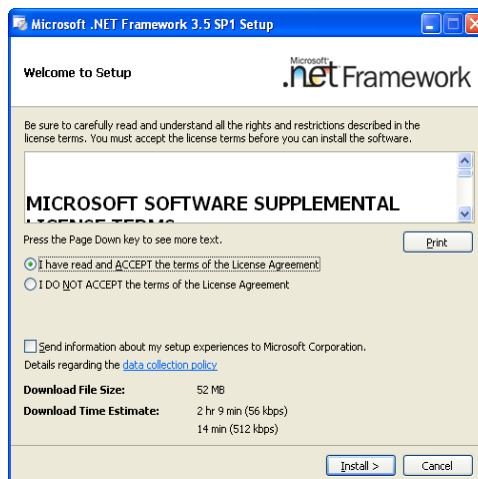 Microsoft .NET Framework 3.5 SP1 Setup
Welcome to Setup
Microsoft
.net Framework
Be sure to carefully read and understand all the rights and restrictions described in the
license terms. You must accept the license terms before you can install the software.
MICROSOFT SOFTWARE SUPPLEMENTAL
LICENSE TERMS
Press the Page Down key to see more text.
Print
I have read and ACCEPT the terms of the License Agreement
I DO NOT ACCEPT the terms of the License Agreement
Send information about my setup experiences to Microsoft Corporation.
Details regarding the data collection policy
Download File Size: 52 MB
Download Time Estimate: 2 hr 9 min (56 kbps)
14 min (512 kbps)
Install > Cancel